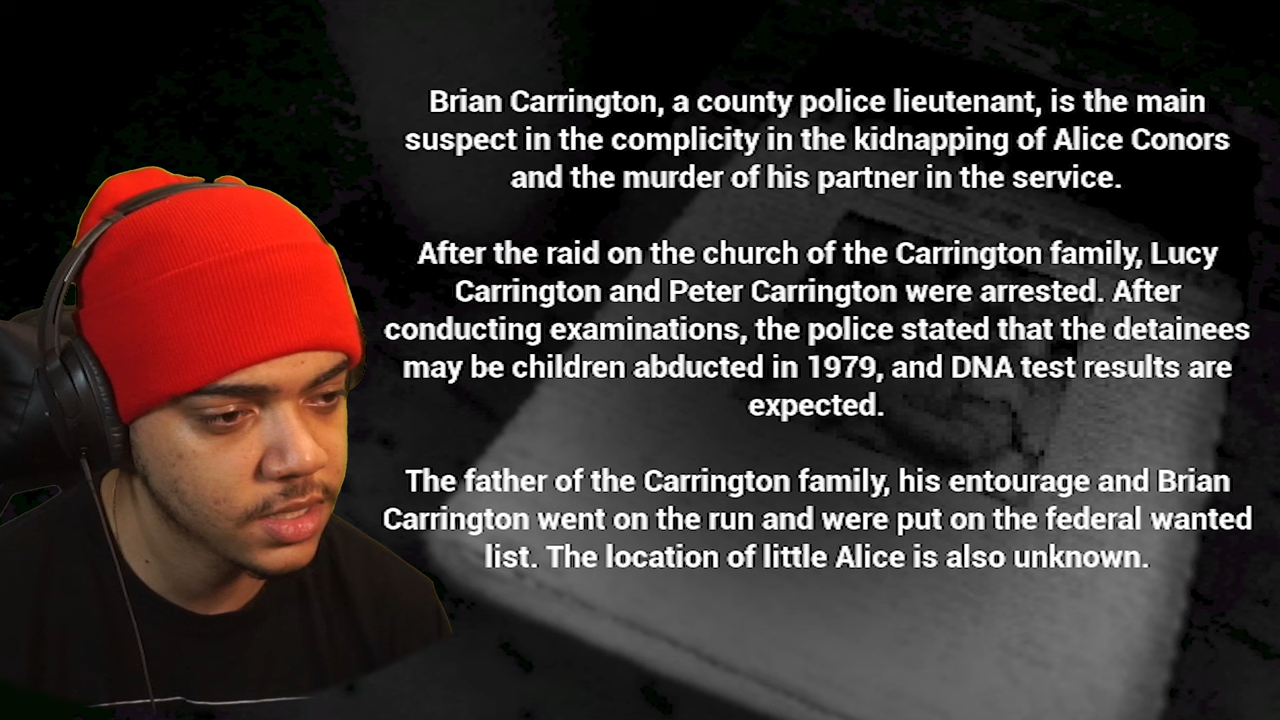 Brian Carrington, a county police lieutenant, is the main
suspect in the complicity in the kidnapping of Alice Conors
and the murder of his partner in the service.
After the raid on the church of the Carrington family, Lucy
Carrington and Peter Carrington were arrested. After
conducting examinations, the police stated that the detainees
may be children abducted in 1979, and DNA test results are
expected.
The father of the Carrington family, his entourage and Brian
Carrington went on the run and were put on the federal wanted
list. The location of little Alice is also unknown.